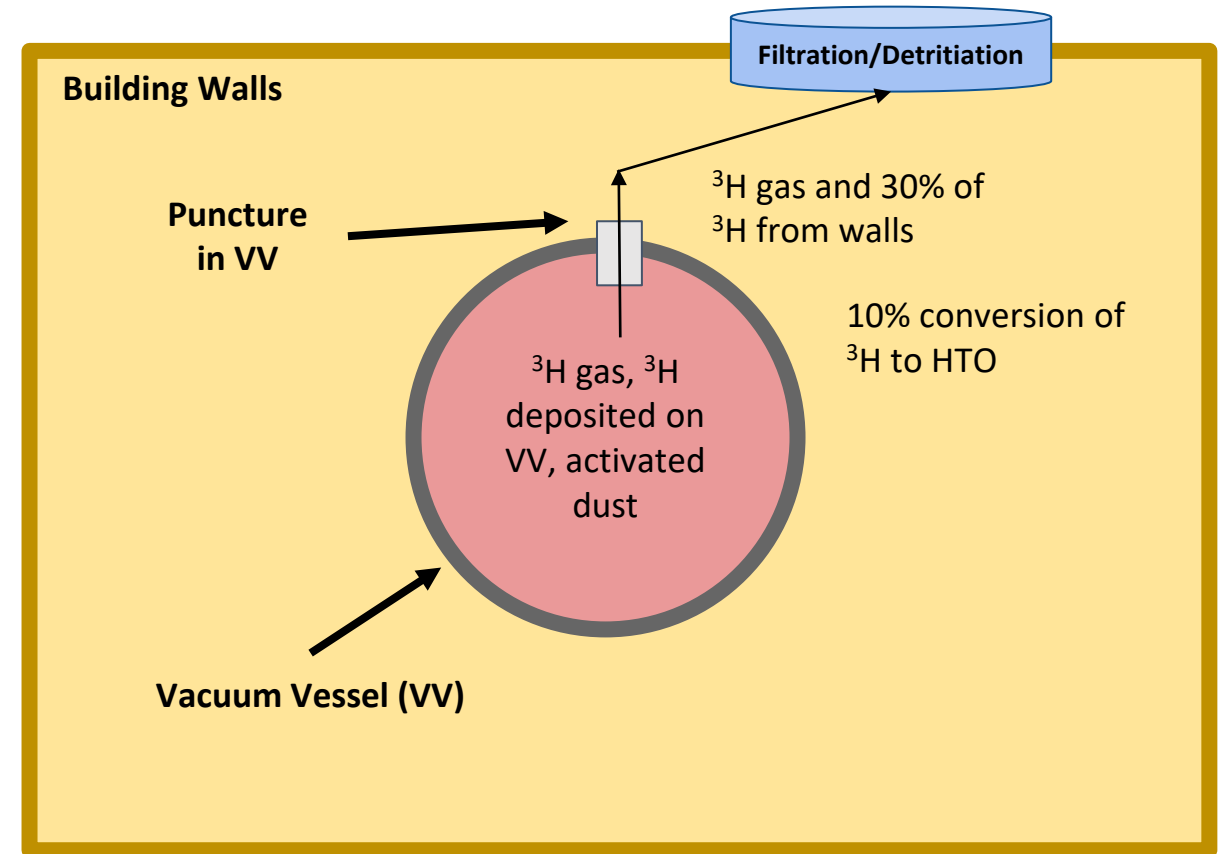 Filtration/Detritiation
Building Walls
³H gas and 30% of
³H from walls
Puncture
in VV
10% conversion of
³H to HTO
³H gas, ³H
deposited on
VV, activated
dust
Vacuum Vessel (VV)